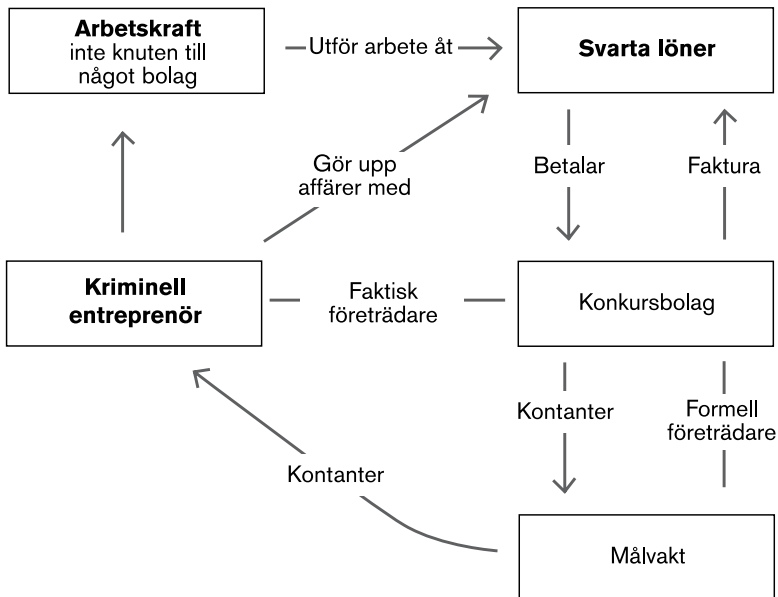 Arbetskraft
inte knuten till
något bolag
Utför arbete åt
Svarta löner
Gör upp
affärer med
Betalar
Faktura
Kriminell
entreprenör
Faktisk
företrädare
Konkursbolag
Kontanter
Formell
företrädare
Kontanter
Målvakt